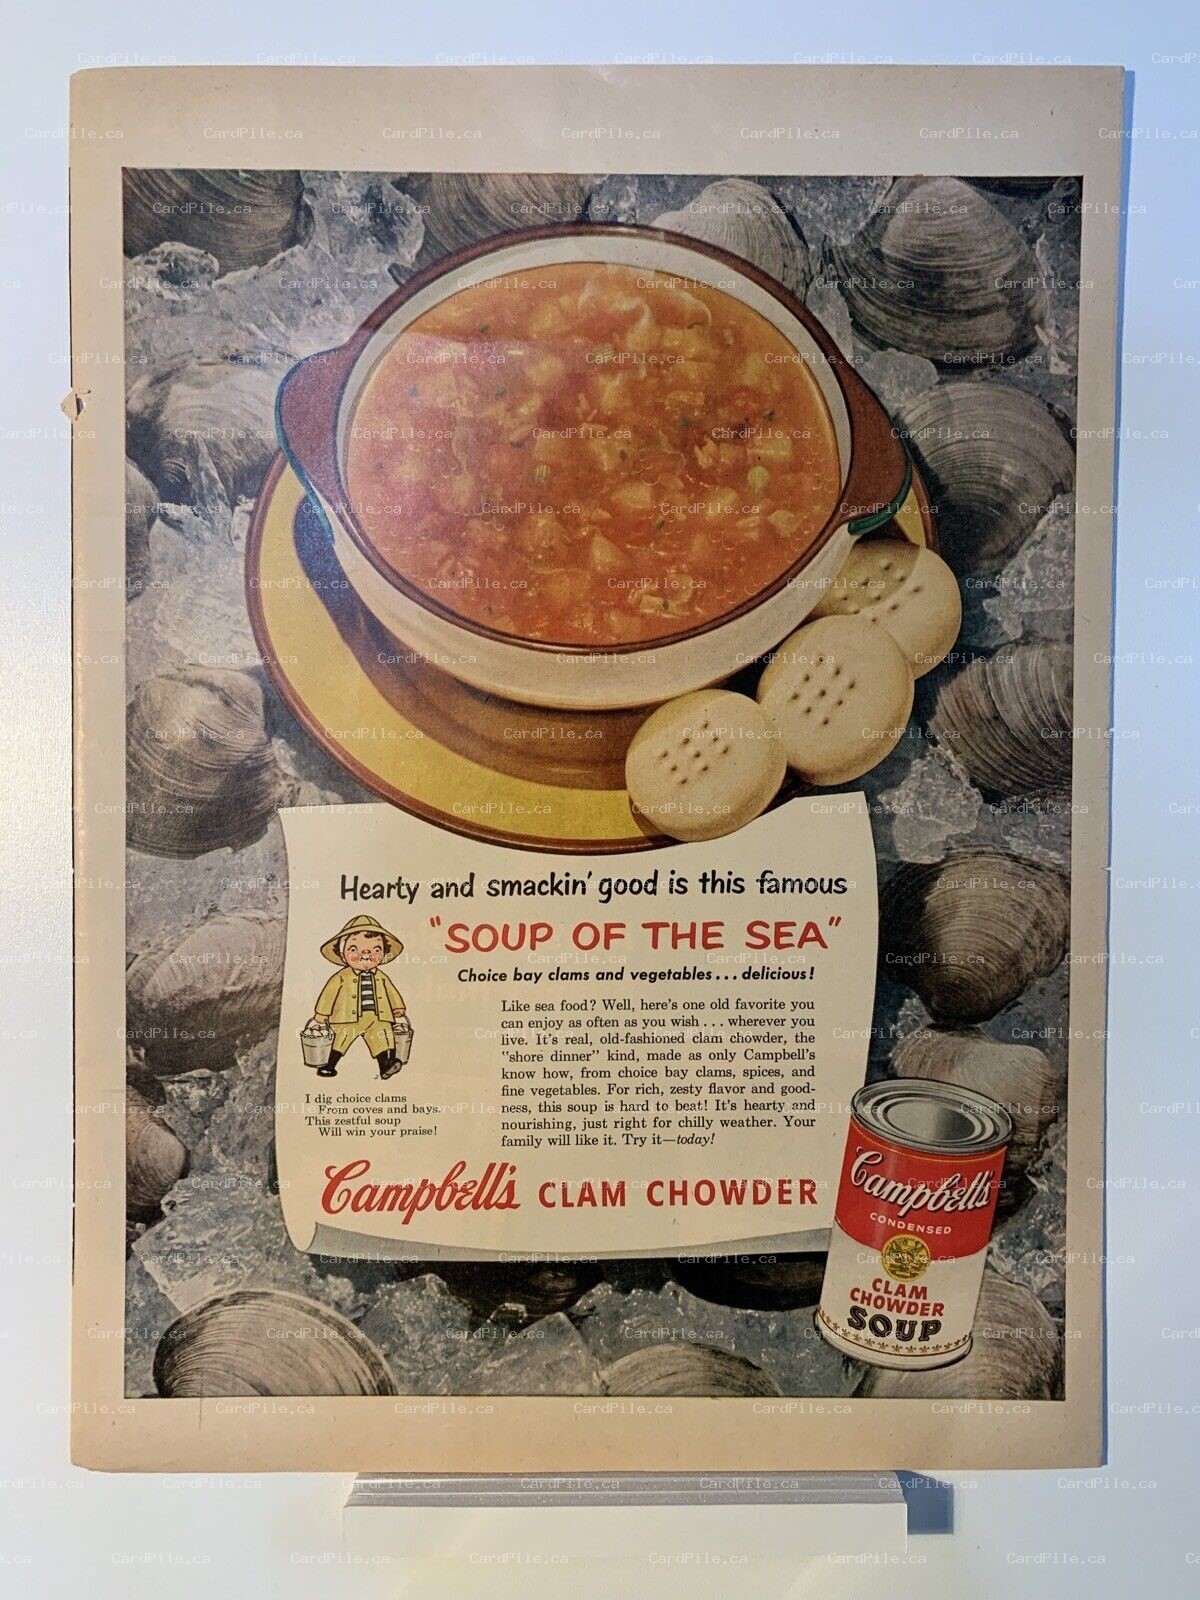 Hearty and smackin' good is this famous
"SOUP OF THE SEA"
Choice bay clams and vegetables... delicious!
Like sea food? Well, here's one old favorite you
can enjoy as often as you wish... wherever you
live. It's real, old-fashioned clam chowder, the
"shore dinner" kind, made as only Campbell's
know how, from choice bay clams, spices, and
fine vegetables. For rich, zesty flavor and good-
ness, this soup is hard to beat! It's hearty and
nourishing, just right for chilly weather. Your
family will like it. Try it—today!
I dig choice clams
From coves and bays.
This zestful soup
Will win your praise!
Campbell's CLAM CHOWDER
Campbell's
CONDENSED
CLAM
CHOWDER
SOUP
CardPile.ca